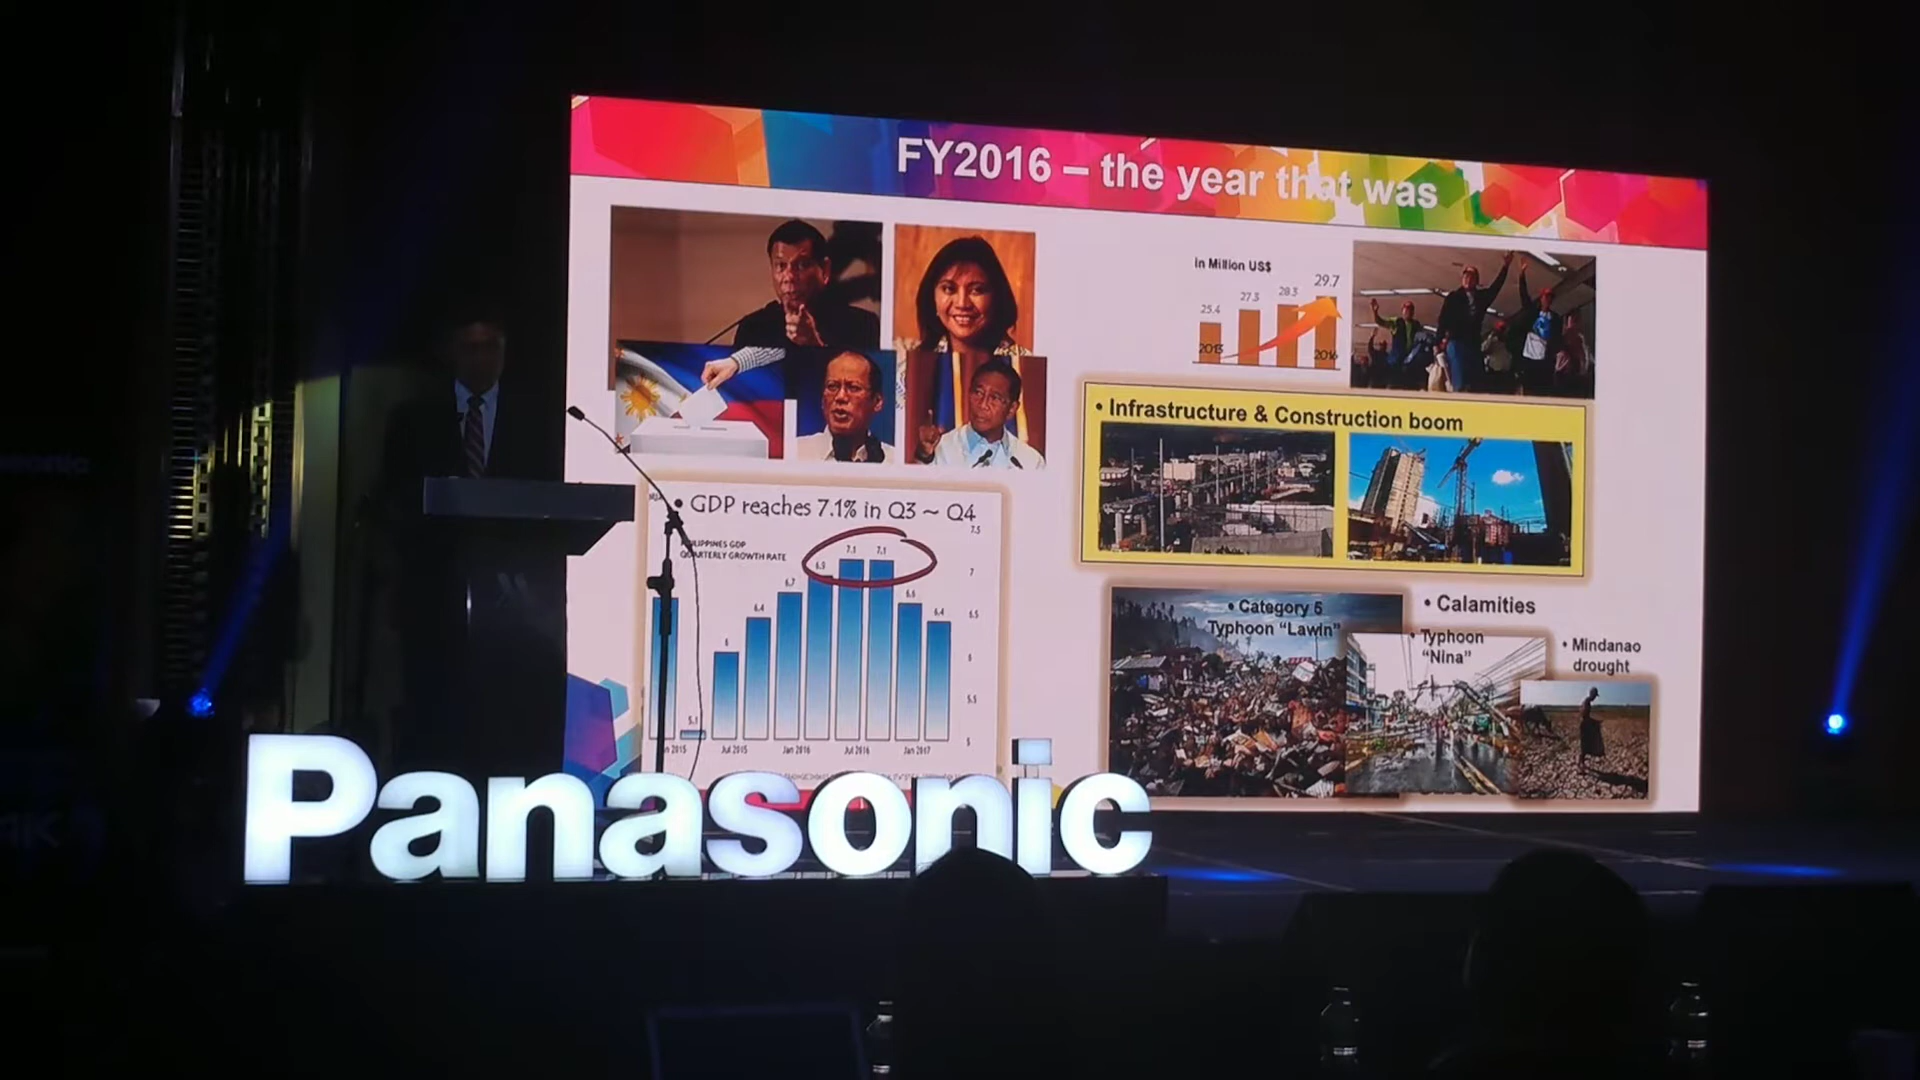 FY2016 – the year that was
in Million US$
25.4
27.3
28.3
29.7
2013
2016
• Infrastructure & Construction boom
• GDP reaches 7.1% in Q3 ~ Q4
PHILIPPINES GDP
QUARTERLY GROWTH RATE
5.1
6
6.4
6.7
6.9
7.1
7.1
6.6
6.4
7.5
7
6.5
6
5.5
5
Jul 2015
Jan 2016
Jul 2016
Jan 2017
• Category 5
Typhoon “Lawin”
• Calamities
• Typhoon
“Nina”
• Mindanao
drought
Panasonic